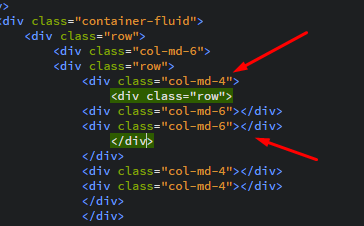 v>
<div class="container-fluid">
<div class="row">
<div class="col-md-6">
<div class="row">
<div class="col-md-4">
<div class="row">
<div class="col-md-6"></div>
<div class="col-md-6"></div>
</div>
</div>
<div class="col-md-4"></div>
<div class="col-md-4"></div>
</div>
</div>